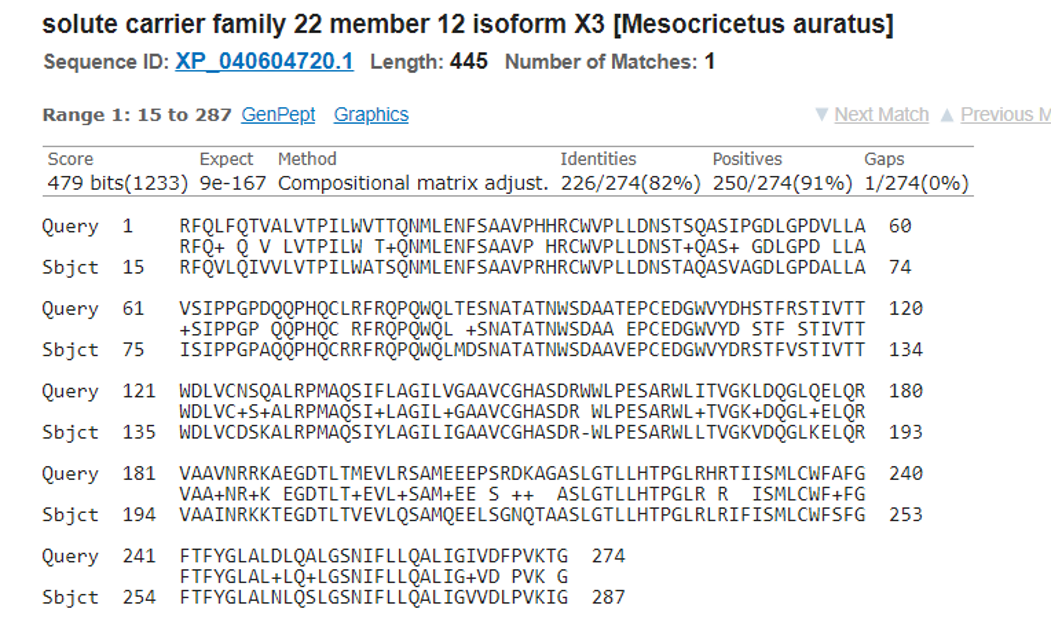 solute carrier family 22 member 12 isoform X3 [Mesocricetus auratus]
Sequence ID: XP_040604720.1 Length: 445 Number of Matches: 1
Range 1: 15 to 287 GenPept Graphics ▼ Next Match ▲ Previous M
Score Expect Method Identities Positives Gaps
479 bits(1233) 9e-167 Compositional matrix adjust. 226/274(82%) 250/274(91%) 1/274(0%)
Query 1 RFQLFQTVALVTPILWVTTQNMLENFSAAVPHHRCWVPLLDNSTSQASIPGDLGPDVLLA 60
RFQ+ Q V LVTPILW T+QNMLENFSAAVP HRCWVPLLDNST+QAS+ GDLGPD LLA
Sbjct 15 RFQVLQIVVLVTPILWATSQNMLENFSAAVPRHRCWVPLLDNSTAQASVAGDLGPDALLA 74
Query 61 VSIPPGPDQQPHQCLRFRQPQWQLTESNATATNWSDAATEPCEDGWVYDHSTFRSTIVTT 120
+SIPPGP QQPHQC RFRQPQWQL +SNATATNWSDAA EPCEDGWVYD STF STIVTT
Sbjct 75 ISIPPGPAQQPHQCRRFRQPQWQLMDSNATATNWSDAAVEPCEDGWVYDRSTFVSTIVTT 134
Query 121 WDLVCNSQALRPMAQSIFLAGILVGAAVCGHASDRWWLPESARWLITVGKLDQGLQELQR 180
WDLVC+S+ALRPMAQSI+LAGIL+GAAVCGHASDR WLPESARWL+TVGK+DQGL+ELQR
Sbjct 135 WDLVCDSKALRPMAQSIYLAGILIGAAVCGHASDR-WLPESARWLLTVGKVDQGLKELQR 193
Query 181 VAAVNRRKAEGDTLTMEVLRSAMEEEPSRDKAGASLGTLLHTPGLRHRTIISMLCWFAFG 240
VAA+NR+K EGDTLT+EVL+SAM+EE S ++ ASLGTLLHTPGLR R ISMLCWF+FG
Sbjct 194 VAAINRKKTEGDTLTVEVLQSAMQEELSGNQTAASLGTLLHTPGLRLRIFISMLCWFSFG 253
Query 241 FTFYGLALDLQALGSNIFLLQALIGIVDFPVKTG 274
FTFYGLAL+LQ+LGSNIFLLQALIG+VD PVK G
Sbjct 254 FTFYGLALNLQSLGSNIFLLQALIGVVDLPVKIG 287